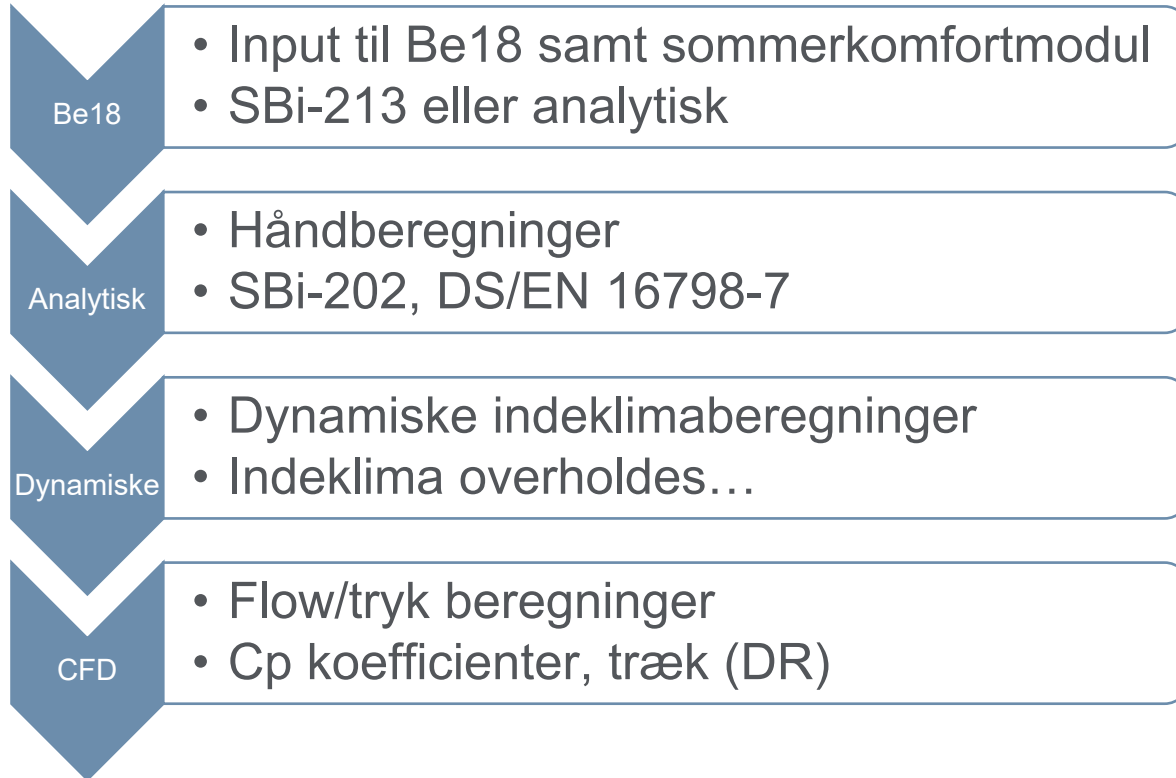 Be18
• Input til Be18 samt sommerkomfortmodul
• SBi-213 eller analytisk
Analytisk
• Håndberegninger
• SBi-202, DS/EN 16798-7
Dynamiske
• Dynamiske indeklimaberegninger
• Indeklima overholdes…
CFD
• Flow/tryk beregninger
• Cp koefficienter, træk (DR)